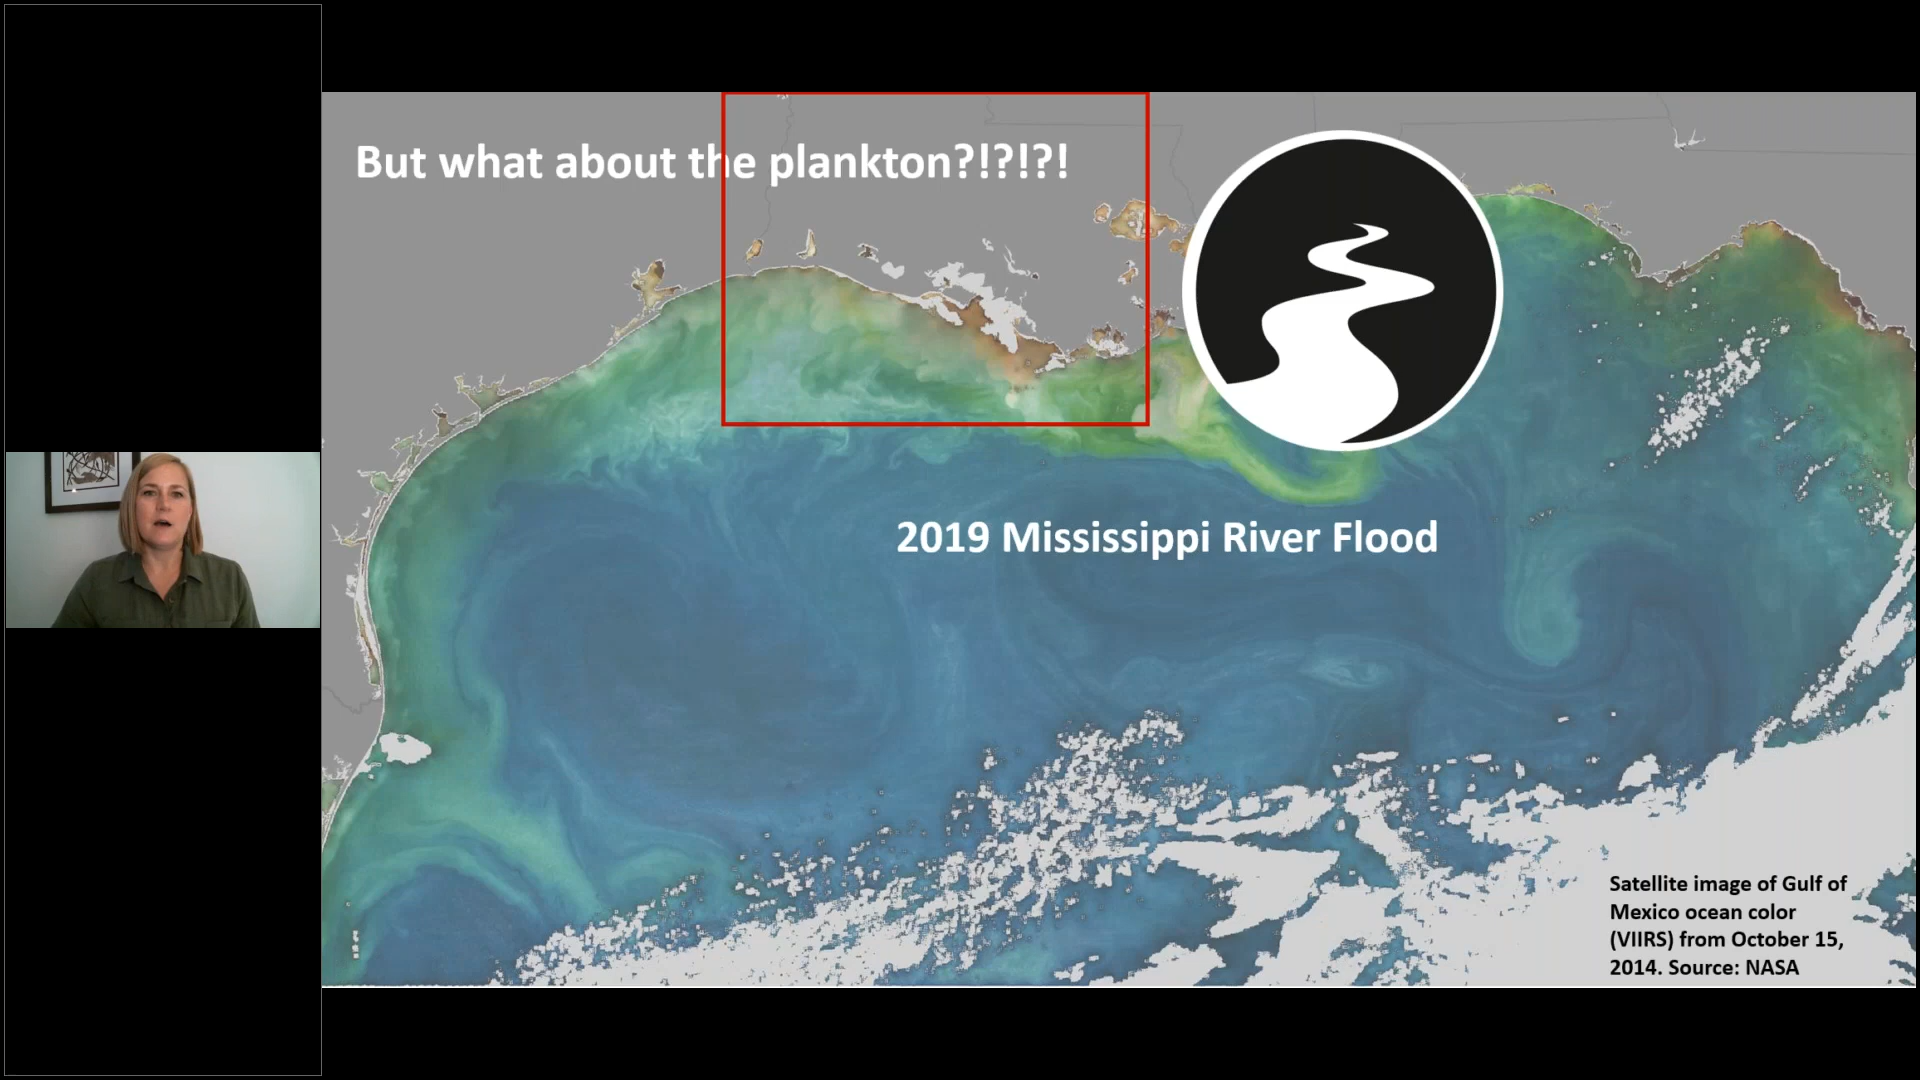 But what about the plankton?!?!?!
2019 Mississippi River Flood
Satellite image of Gulf of
Mexico ocean color
(VIIRS) from October 15,
2014. Source: NASA